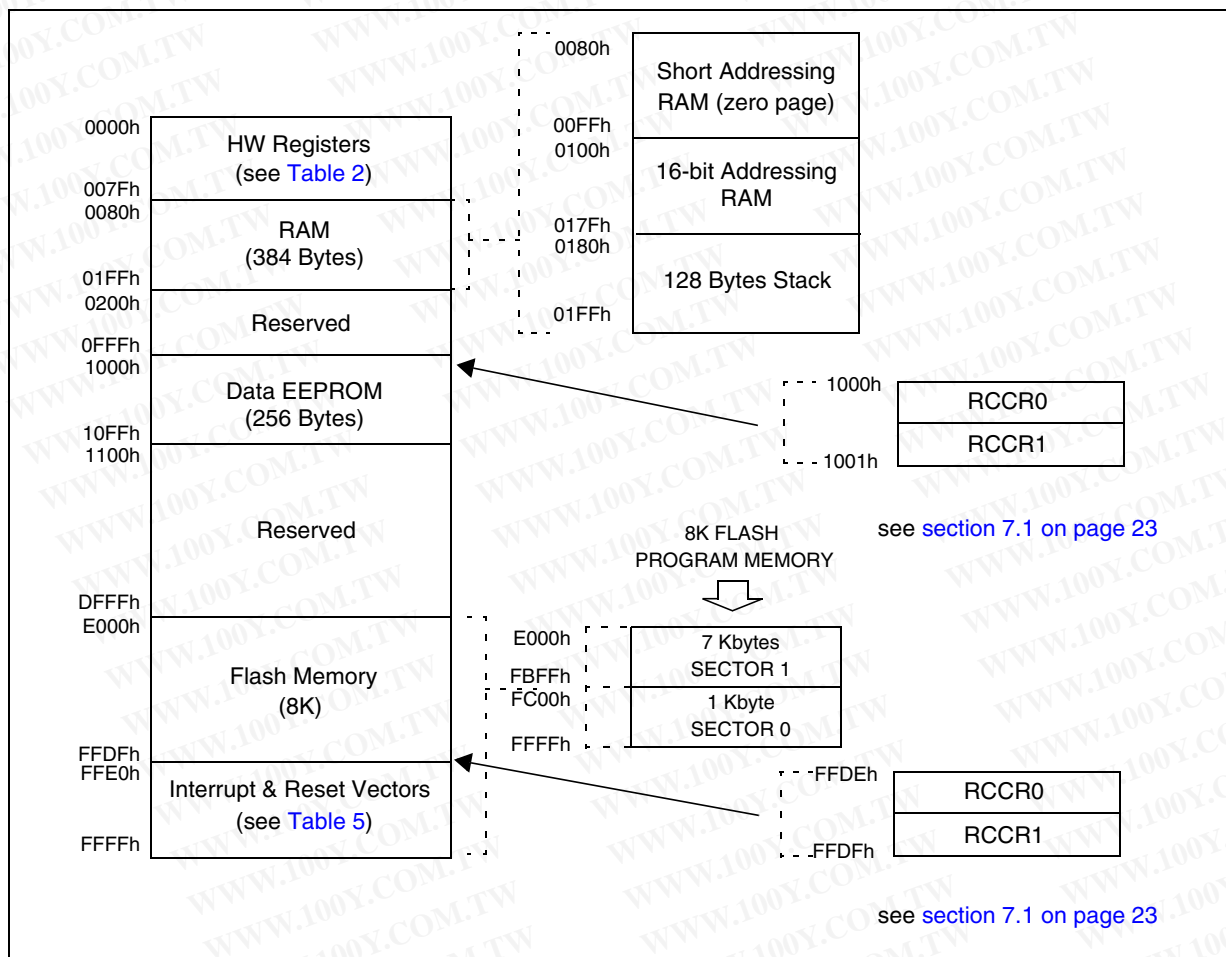 0000h
HW Registers
(see Table 2)
007Fh
0080h
RAM
(384 Bytes)
01FFh
0200h
Reserved
0FFFh
1000h
Data EEPROM
(256 Bytes)
10FFh
1100h
Reserved
DFFFh
E000h
Flash Memory
(8K)
FFDFh
FFE0h
Interrupt & Reset Vectors
(see Table 5)
FFFFh
0080h
Short Addressing
RAM (zero page)
00FFh
0100h
16-bit Addressing
RAM
017Fh
0180h
128 Bytes Stack
01FFh
1000h
RCCR0
RCCR1
1001h
see section 7.1 on page 23
8K FLASH
PROGRAM MEMORY
E000h
7 Kbytes
SECTOR 1
FBFFh
FC00h
1 Kbyte
SECTOR 0
FFFFh
FFDEh
RCCR0
RCCR1
FFDFh
see section 7.1 on page 23
WWW.100Y.COM.TW